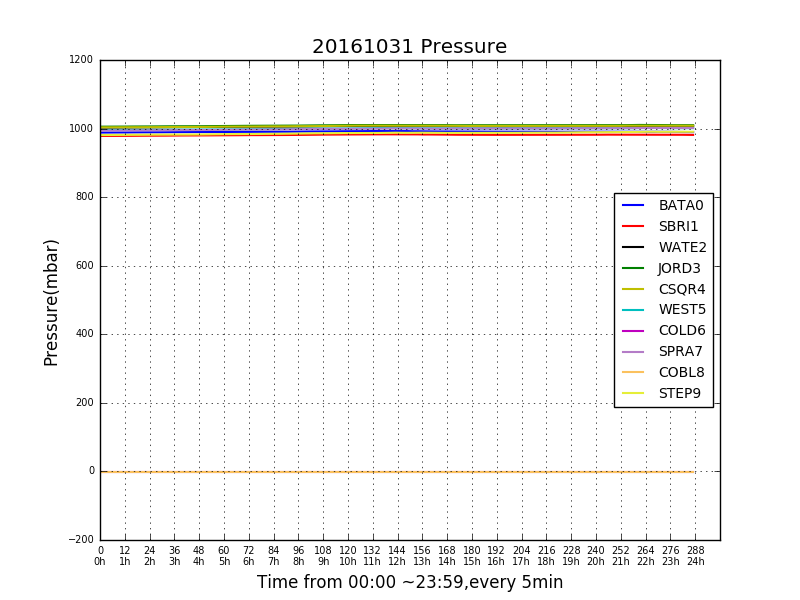 20161031 Pressure
1200
1000
800
600
400
200
0
−200
Pressure(mbar)
BATA0
SBRI1
WATE2
JORD3
CSQR4
WEST5
COLD6
SPRA7
COBL8
STEP9
0 12 24 36 48 60 72 84 96 108 120 132 144 156 168 180 192 204 216 228 240 252 264 276 288
0h 1h 2h 3h 4h 5h 6h 7h 8h 9h 10h 11h 12h 13h 14h 15h 16h 17h 18h 19h 20h 21h 22h 23h 24h
Time from 00:00 ~23:59,every 5min